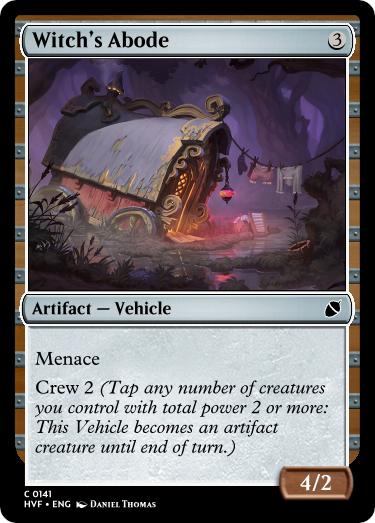 Witch's Abode 3
Artifact — Vehicle
Menace
Crew 2 (Tap any number of creatures
you control with total power 2 or more:
This Vehicle becomes an artifact
creature until end of turn.)
4/2
C 0141
HVF • ENG Daniel Thomas